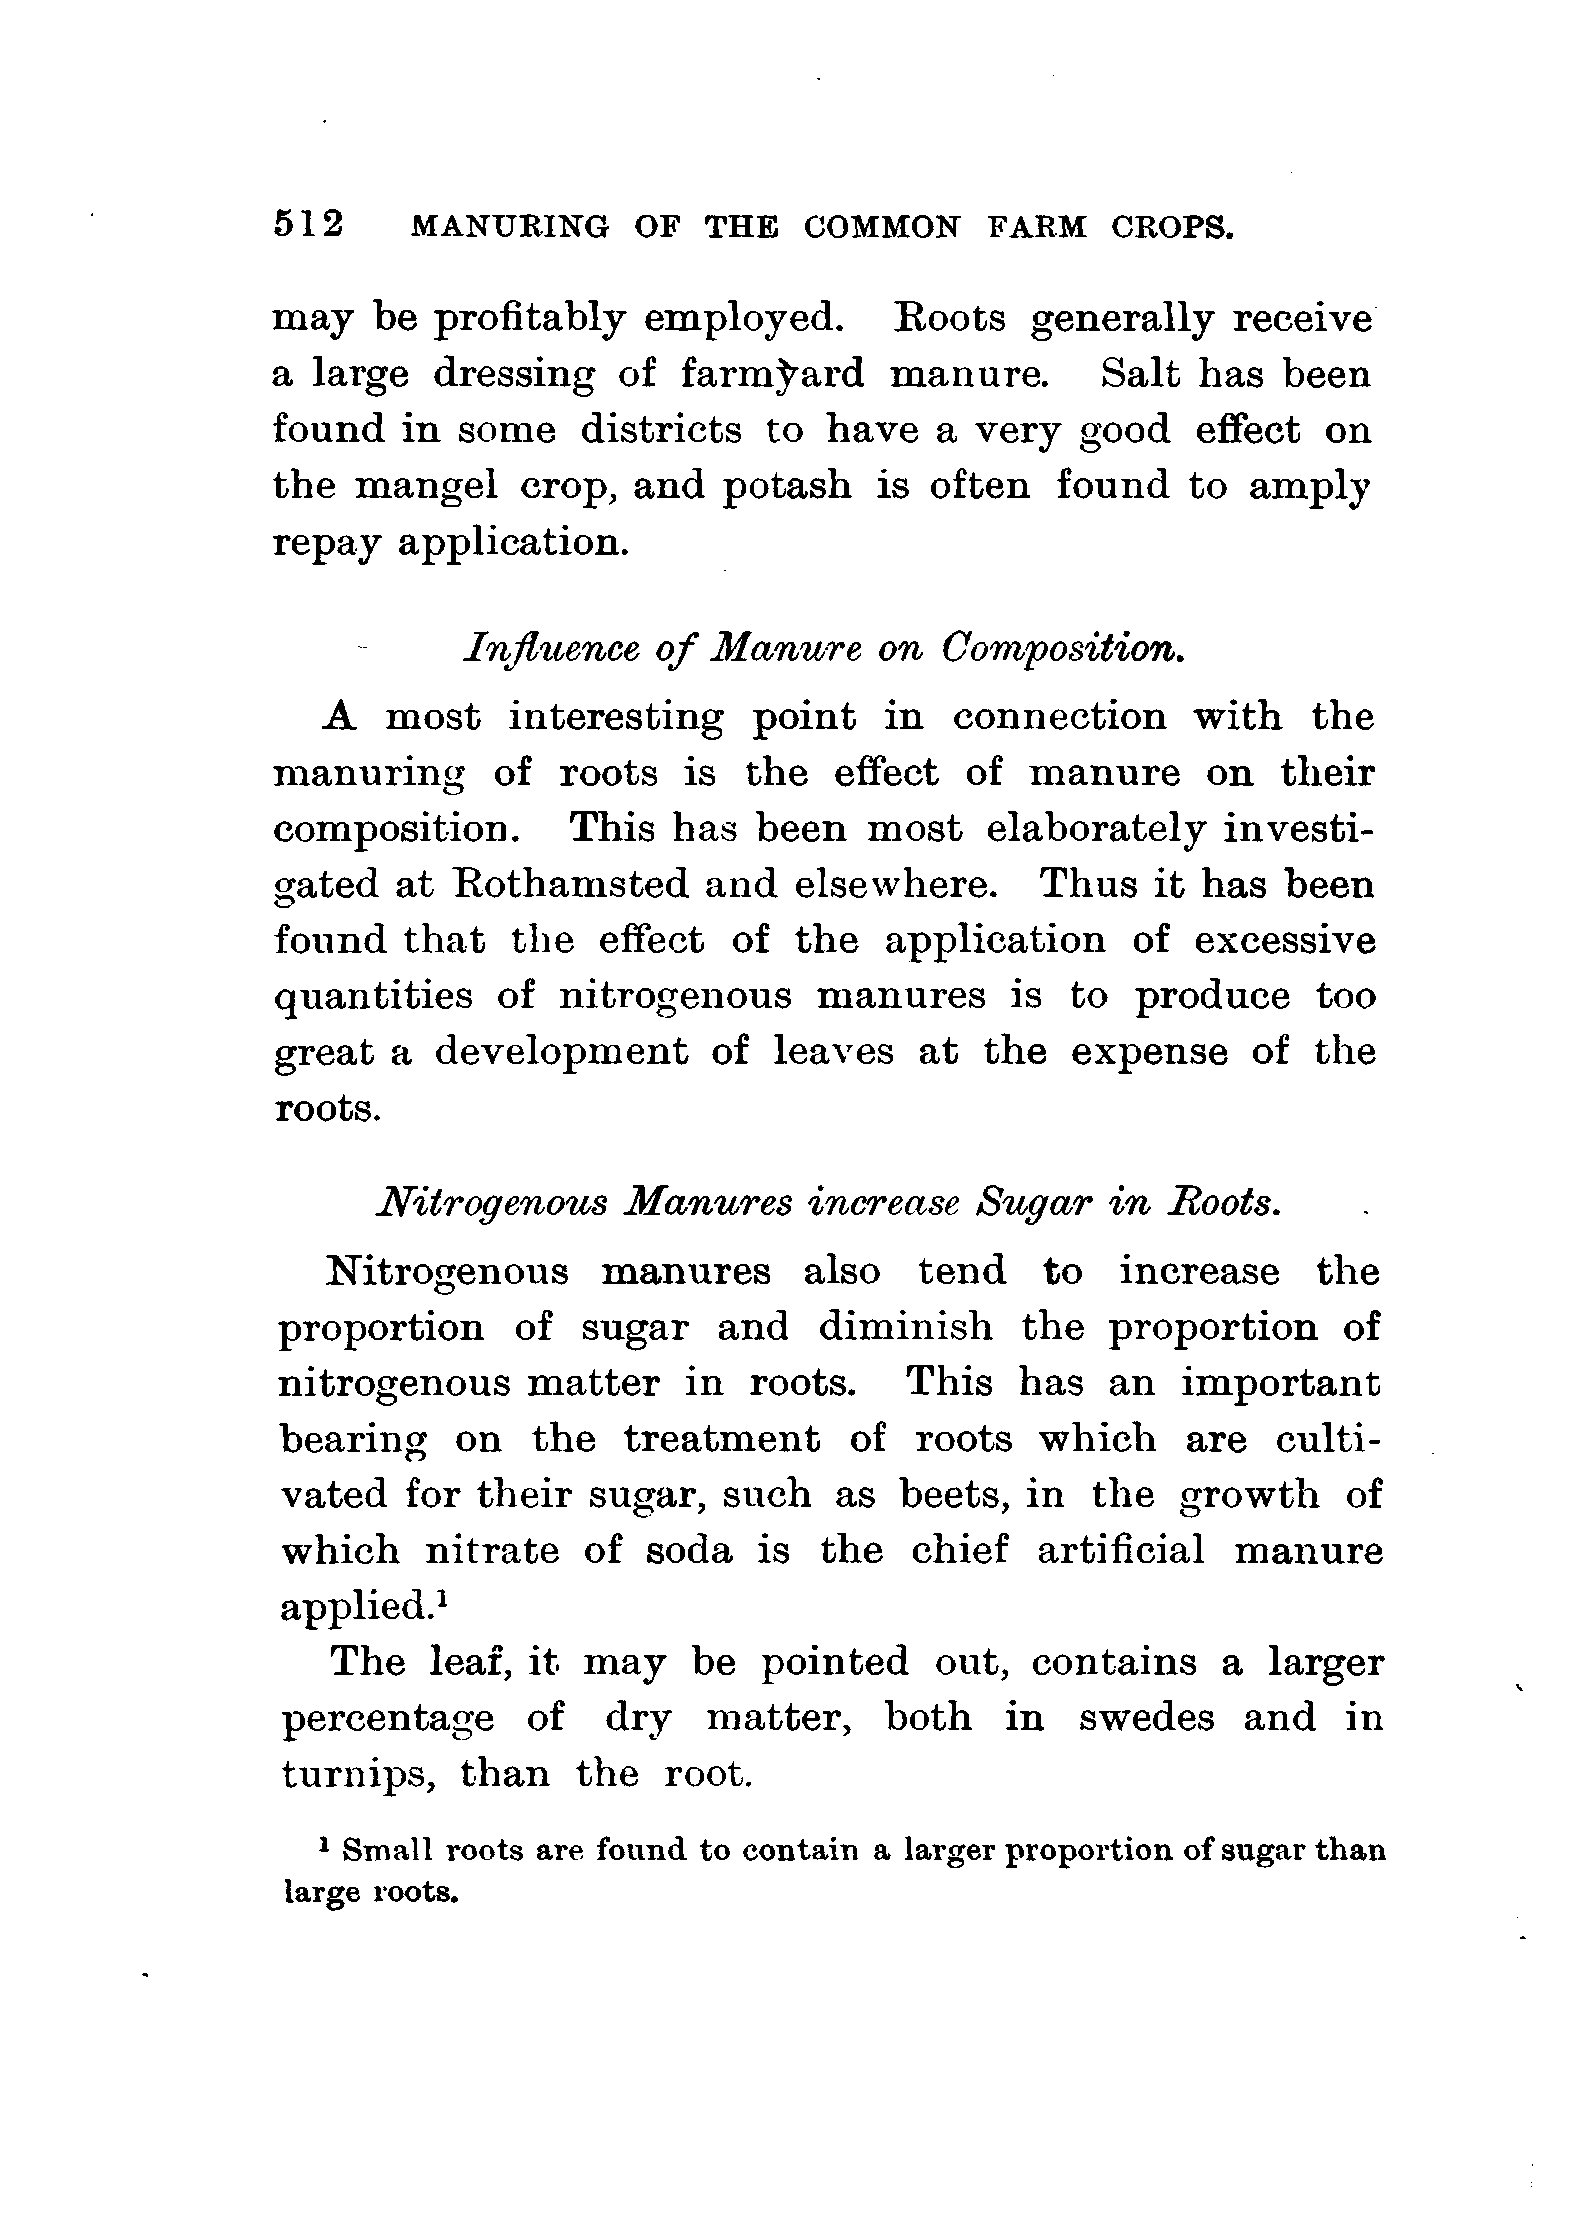 512 MANURING OF THE COMMON FARM CROPS.
may be profitably employed. Roots generally receive
a large dressing of farmyard manure. Salt has been
found in some districts to have a very good effect on
the mangel crop, and potash is often found to amply
repay application.
Influence of Manure on Composition.
A most interesting point in connection with the
manuring of roots is the effect of manure on their
composition. This has been most elaborately investi-
gated at Rothamsted and elsewhere. Thus it has been
found that the effect of the application of excessive
quantities of nitrogenous manures is to produce too
great a development of leaves at the expense of the
roots.
Nitrogenous Manures increase Sugar in Roots.
Nitrogenous manures also tend to increase the
proportion of sugar and diminish the proportion of
nitrogenous matter in roots. This has an important
bearing on the treatment of roots which are culti-
vated for their sugar, such as beets, in the growth of
which nitrate of soda is the chief artificial manure
applied.¹
The leaf, it may be pointed out, contains a larger
percentage of dry matter, both in swedes and in
turnips, than the root.
¹ Small roots are found to contain a larger proportion of sugar than
large roots.